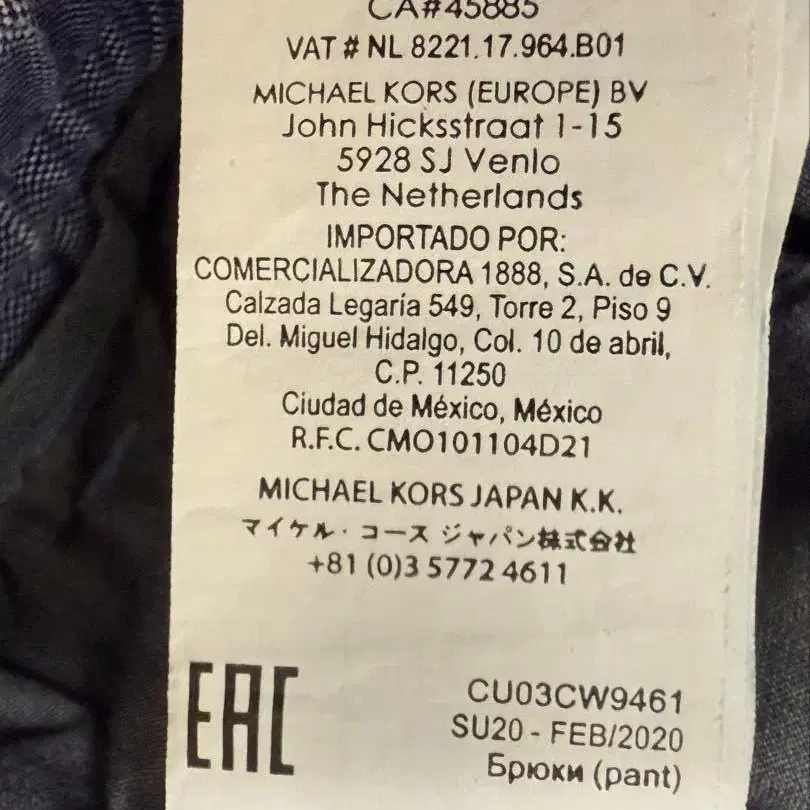 CA#45885
VAT # NL 8221.17.964.B01
MICHAEL KORS (EUROPE) BV
John Hicksstraat 1-15
5928 SJ Venlo
The Netherlands
IMPORTADO POR:
COMERCIALIZADORA 1888, S.A. de C.V.
Calzada Legaría 549, Torre 2, Piso 9
Del. Miguel Hidalgo, Col. 10 de abril,
C.P. 11250
Ciudad de México, México
R.F.C. CMO101104D21
MICHAEL KORS JAPAN K.K.
マイケル・コース ジャパン株式会社
+81 (0)3 5772 4611
EAC
CU03CW9461
SU20 - FEB/2020
Брюки (pant)